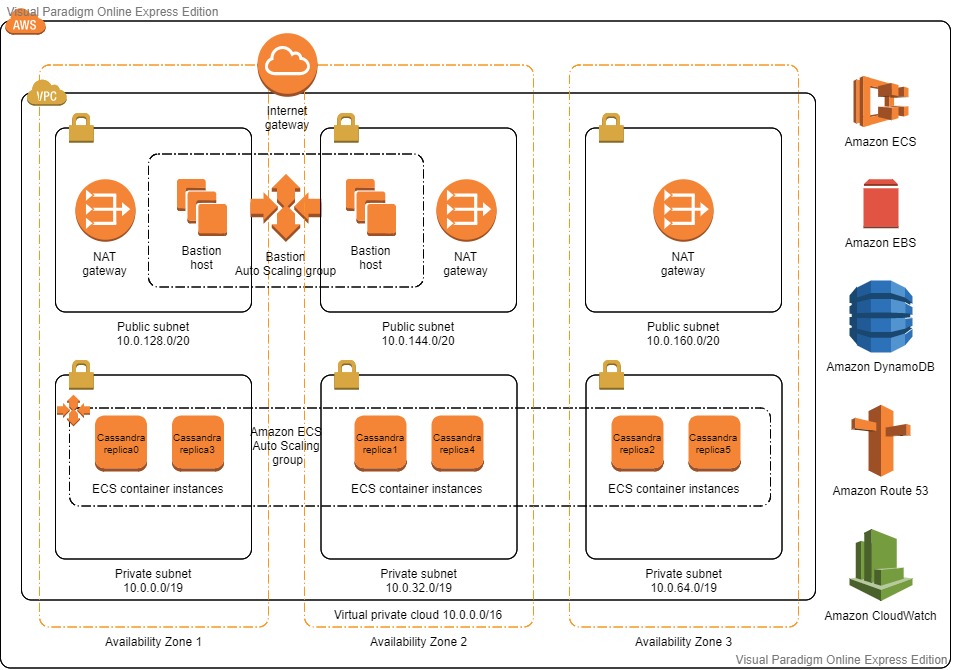 Visual Paradigm Online Express Edition
AWS
VPC
Internet
gateway
NAT
gateway
Bastion
host
Bastion
Auto Scaling group
Bastion
host
NAT
gateway
NAT
gateway
Public subnet
10.0.128.0/20
Public subnet
10.0.144.0/20
Public subnet
10.0.160.0/20
Cassandra
replica0
Cassandra
replica3
ECS container instances
Amazon ECS
Auto Scaling
group
Cassandra
replica1
Cassandra
replica4
ECS container instances
Cassandra
replica2
Cassandra
replica5
ECS container instances
Private subnet
10.0.0.0/19
Private subnet
10.0.32.0/19
Private subnet
10.0.64.0/19
Virtual private cloud 10.0.0.0/16
Availability Zone 1
Availability Zone 2
Availability Zone 3
Amazon ECS
Amazon EBS
Amazon DynamoDB
Amazon Route 53
Amazon CloudWatch
Visual Paradigm Online Express Edition